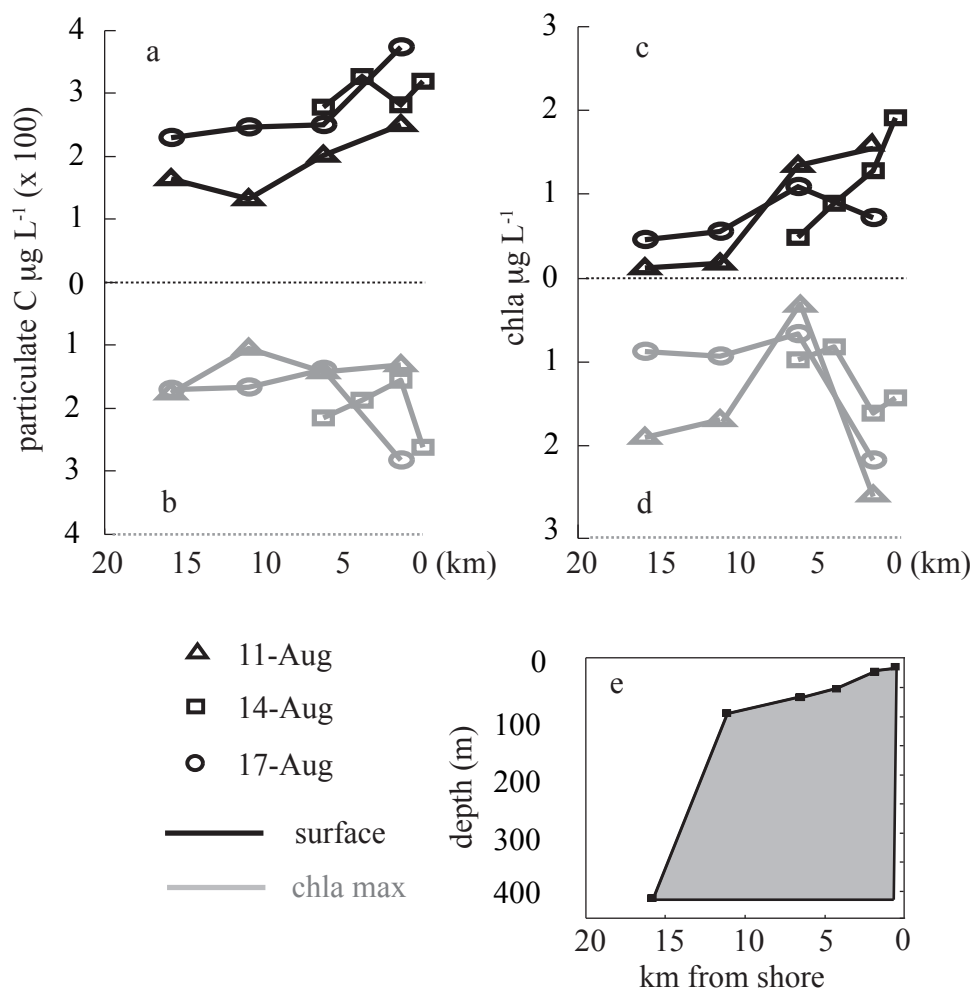 a
4
3
2
1
0
1
2
3
4
particulate C µg L-1 (x 100)
b
20 15 10 5 0 (km)
c
3
2
1
0
1
2
3
chla µg L-1
d
20 15 10 5 0 (km)
11-Aug
14-Aug
17-Aug
surface
chla max
e
0
100
200
300
400
depth (m)
20 15 10 5 0
km from shore